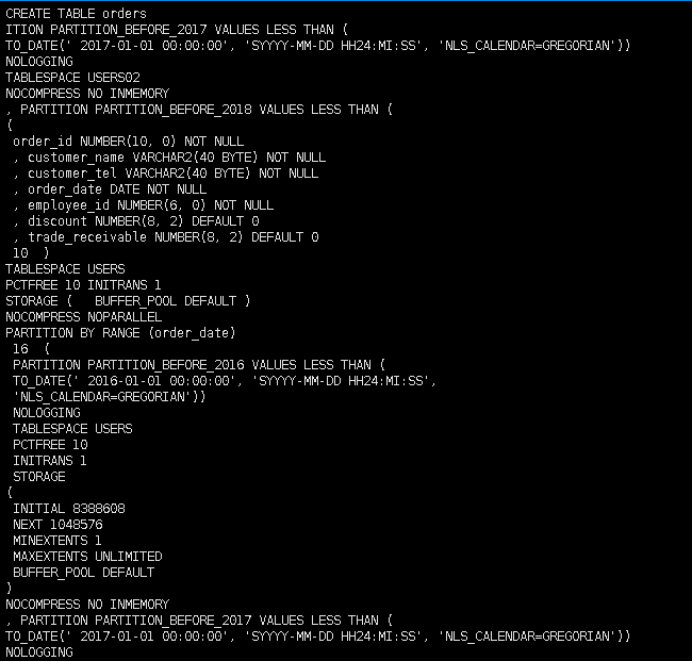 CREATE TABLE orders
ITION PARTITION_BEFORE_2017 VALUES LESS THAN (
TO_DATE(' 2017-01-01 00:00:00', 'SYYYY-MM-DD HH24:MI:SS', 'NLS_CALENDAR=GREGORIAN'))
NOLOGGING
TABLESPACE USERS02
NOCOMPRESS NO INMEMORY
, PARTITION PARTITION_BEFORE_2018 VALUES LESS THAN (
(
order_id NUMBER(10, 0) NOT NULL
, customer_name VARCHAR2(40 BYTE) NOT NULL
, customer_tel VARCHAR2(40 BYTE) NOT NULL
, order_date DATE NOT NULL
, employee_id NUMBER(6, 0) NOT NULL
, discount NUMBER(8, 2) DEFAULT 0
, trade_receivable NUMBER(8, 2) DEFAULT 0
10  )
TABLESPACE USERS
PCTFREE 10 INITRANS 1
STORAGE (   BUFFER_POOL DEFAULT )
NOCOMPRESS NOPARALLEL
PARTITION BY RANGE (order_date)
16  (
PARTITION PARTITION_BEFORE_2016 VALUES LESS THAN (
TO_DATE(' 2016-01-01 00:00:00', 'SYYYY-MM-DD HH24:MI:SS',
'NLS_CALENDAR=GREGORIAN'))
NOLOGGING
TABLESPACE USERS
PCTFREE 10
INITRANS 1
STORAGE
(
INITIAL 8388608
NEXT 1048576
MINEXTENTS 1
MAXEXTENTS UNLIMITED
BUFFER_POOL DEFAULT
)
NOCOMPRESS NO INMEMORY
, PARTITION PARTITION_BEFORE_2017 VALUES LESS THAN (
TO_DATE(' 2017-01-01 00:00:00', 'SYYYY-MM-DD HH24:MI:SS', 'NLS_CALENDAR=GREGORIAN'))
NOLOGGING